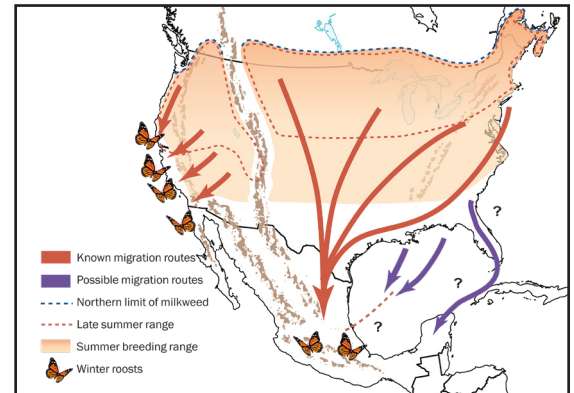 ?
?
?
Known migration routes
Possible migration routes
Northern limit of milkweed
Late summer range
Summer breeding range
Winter roosts